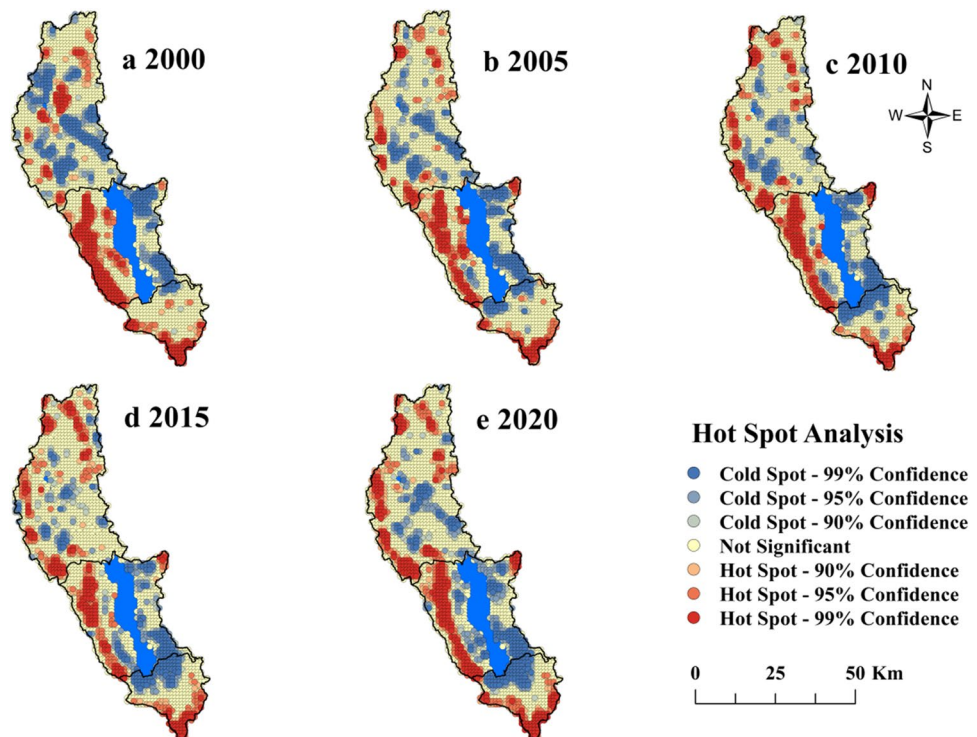 a 2000
b 2005
c 2010
N
W E
S
d 2015
e 2020
Hot Spot Analysis
Cold Spot - 99% Confidence
Cold Spot - 95% Confidence
Cold Spot - 90% Confidence
Not Significant
Hot Spot - 90% Confidence
Hot Spot - 95% Confidence
Hot Spot - 99% Confidence
0 25 50 Km